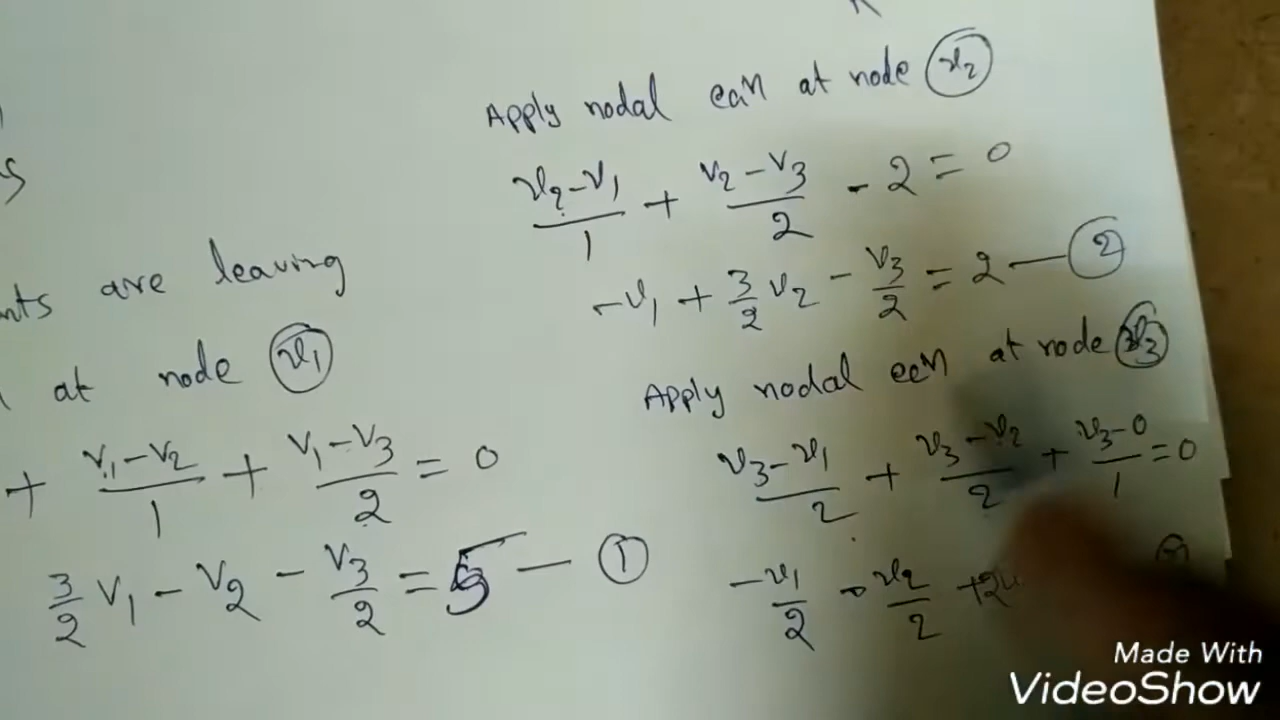 s
nts are leaving
at node v1
+ (v1-v2)/1 + (v1-v3)/2 = 0
3/2 v1 - v2 - v3/2 = 5 — ①
Apply nodal eqn at node v2
(v2-v1)/1 + (v2-v3)/2 - 2 = 0
-v1 + 3/2 v2 - v3/2 = 2 — ②
Apply nodal eqn at node v3
(v3-v1)/2 + (v3-v2)/2 + (v3-0)/1 = 0
-v1/2 - v2/2 + 2v
Made With
VideoShow